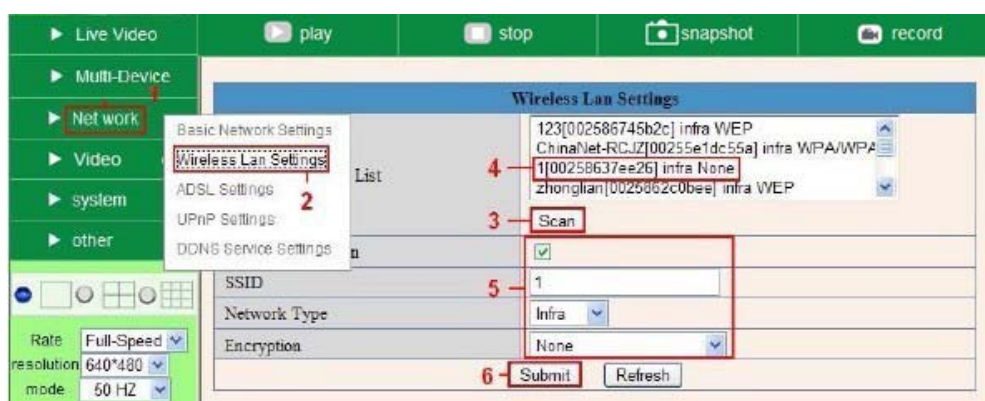 Live Video
play
stop
snapshot
record
Multi-Device
1
Net work
Video
system
other
Basic Network Settings
Wireless Lan Settings
2
ADSL Settings
UPnP Settings
DDNS Service Settings
Wireless Lan Settings
List
4
123[002586745b2c] infra WEP
ChinaNet-RCJZ[00255e1dc55a] infra WPA/WPA
1[00258637ee26] infra None
zhonglian[0025862c0bee] infra WEP
3
Scan
n
5
SSID
1
Network Type
Infra
Encryption
None
6
Submit
Refresh
Rate
Full-Speed
resolution
640*480
mode
50 HZ